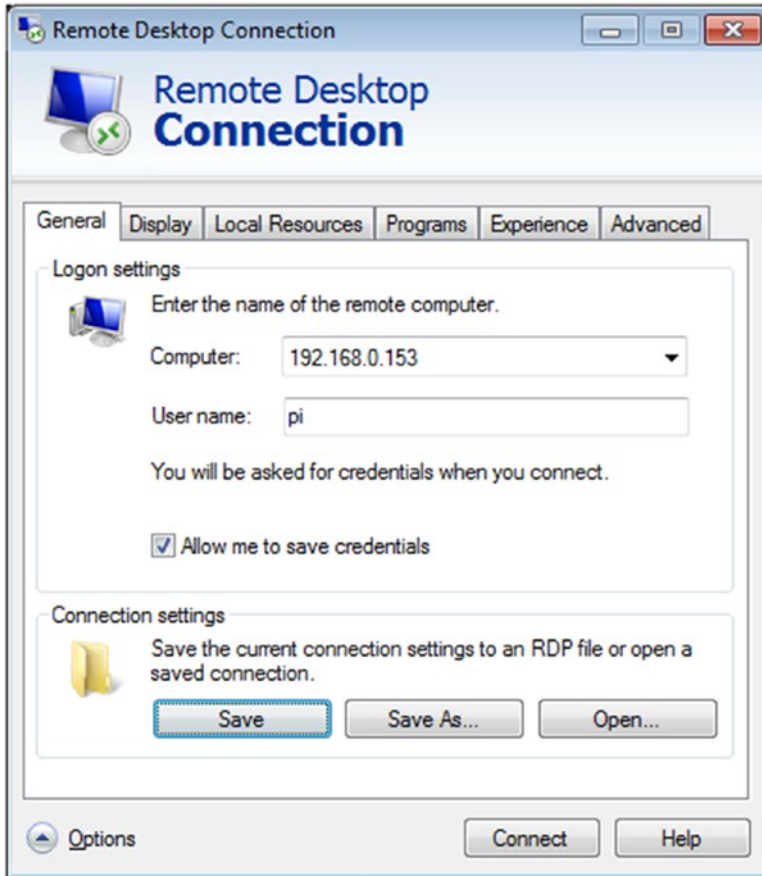 Remote Desktop Connection
Remote Desktop
Connection
General Display Local Resources Programs Experience Advanced
Logon settings
Enter the name of the remote computer.
Computer: 192.168.0.153
User name: pi
You will be asked for credentials when you connect.
Allow me to save credentials
Connection settings
Save the current connection settings to an RDP file or open a
saved connection.
Save Save As... Open...
Options Connect Help